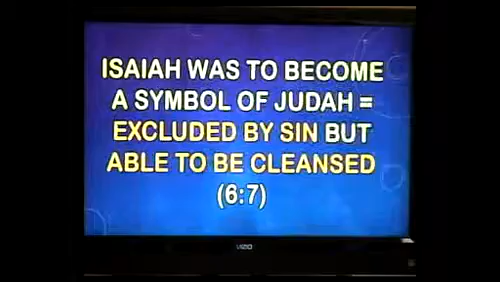 ISAIAH WAS TO BECOME
A SYMBOL OF JUDAH =
EXCLUDED BY SIN BUT
ABLE TO BE CLEANSED
(6:7)
VIZIO